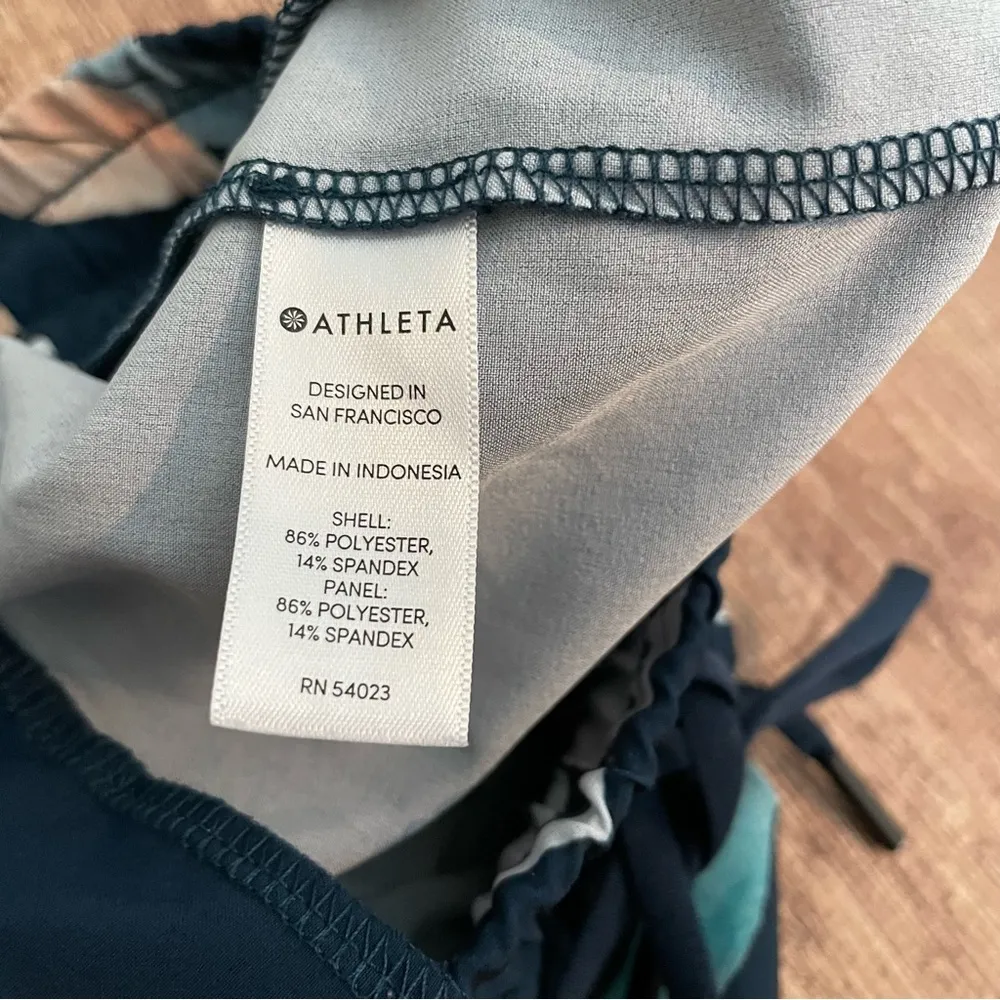 ATHLETA
DESIGNED IN
SAN FRANCISCO
MADE IN INDONESIA
SHELL:
86% POLYESTER,
14% SPANDEX
PANEL:
86% POLYESTER,
14% SPANDEX
RN 54023